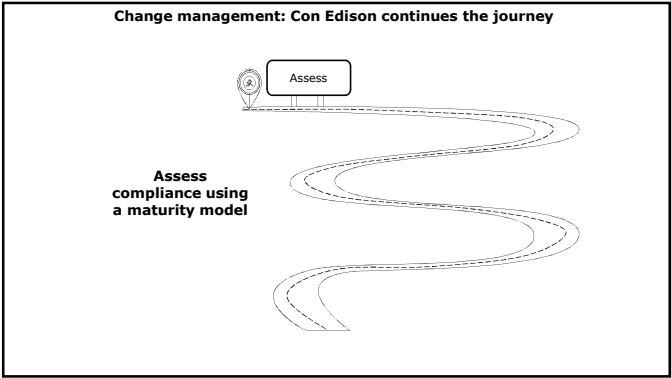 Change management: Con Edison continues the journey
Assess
Assess
compliance using
a maturity model